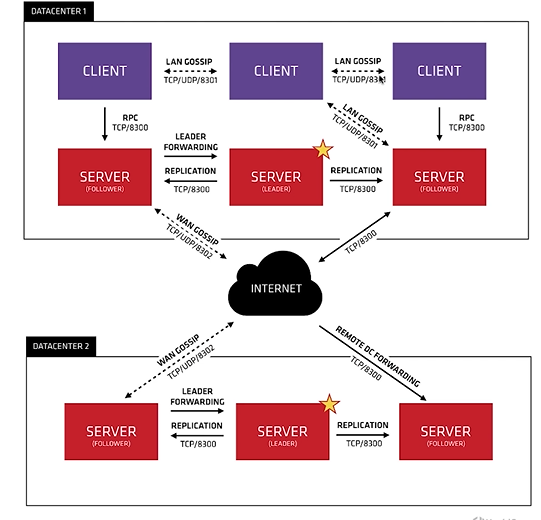 DATACENTER 1
CLIENT
LAN GOSSIP
TCP/UDP/8301
CLIENT
LAN GOSSIP
TCP/UDP/8301
CLIENT
RPC
TCP/8300
LAN GOSSIP
TCP/UDP/8301
RPC
TCP/8300
SERVER
(FOLLOWER)
LEADER
FORWARDING
REPLICATION
TCP/8300
SERVER
(LEADER)
REPLICATION
TCP/8300
SERVER
(FOLLOWER)
WAN GOSSIP
TCP/UDP/8302
TCP/8300
INTERNET
DATACENTER 2
WAN GOSSIP
TCP/UDP/8302
REMOTE DC FORWARDING
TCP/8300
SERVER
(FOLLOWER)
LEADER
FORWARDING
REPLICATION
TCP/8300
SERVER
(LEADER)
REPLICATION
TCP/8300
SERVER
(FOLLOWER)